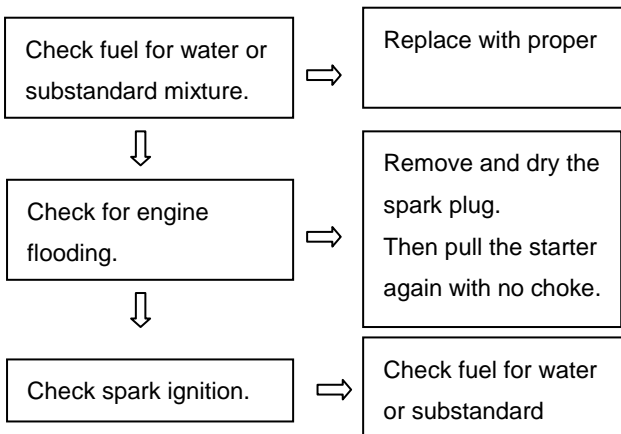 Check fuel for water or
substandard mixture.
Replace with proper
Check for engine
flooding.
Remove and dry the
spark plug.
Then pull the starter
again with no choke.
Check spark ignition.
Check fuel for water
or substandard